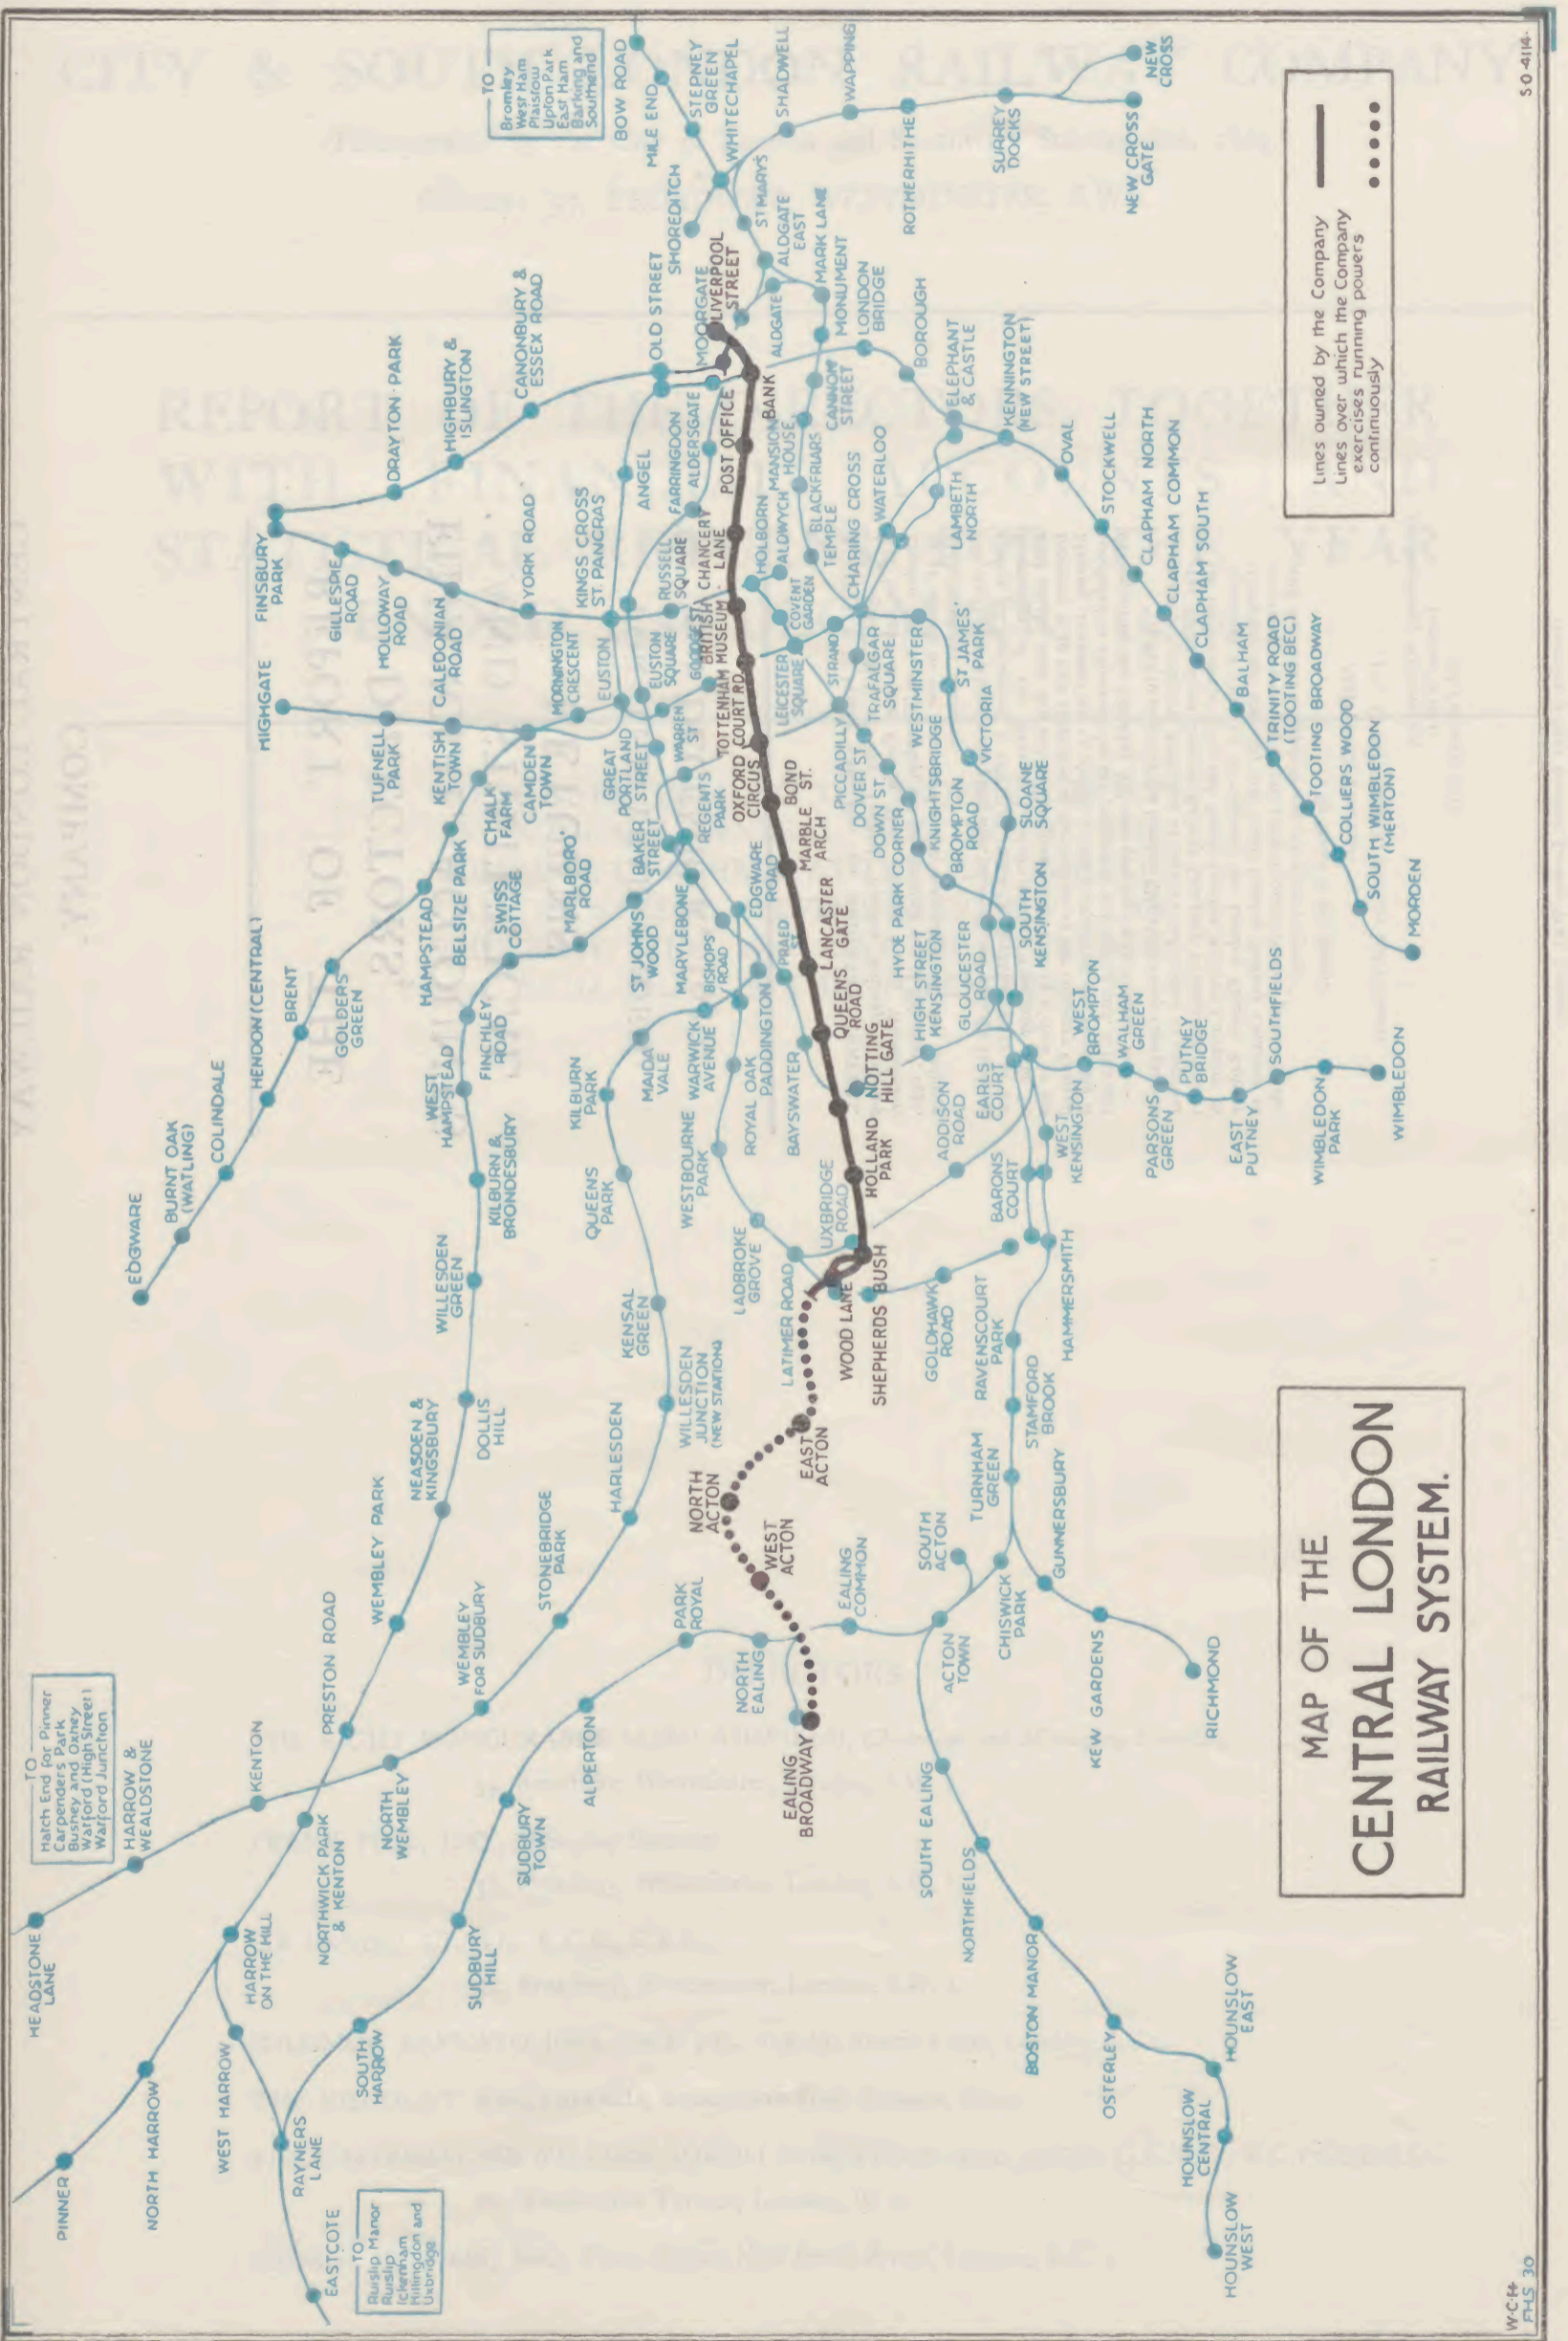 MAP OF THE
CENTRAL LONDON
RAILWAY SYSTEM.
Lines owned by the Company
Lines over which the Company
exercises running powers
continuously
S·O·4114·
W·C·H·
FHS 30
TO
Hatch End for Pinner
Carpenders Park
Bushey and Oxhey
Watford (High Street)
Watford Junction
TO
Ruislip Manor
Ruislip
Ickenham
Hillingdon and
Uxbridge
TO
Bromley
West Ham
Plaistow
Upton Park
East Ham
Barking and
Southend
HEADSTONE
LANE
HARROW &
WEALDSTONE
KENTON
NORTH
WEMBLEY
WEMBLEY
FOR SUDBURY
STONEBRIDGE
PARK
HARLESDEN
WILLESDEN
JUNCTION
(NEW STATION)
KENSAL
GREEN
QUEENS
PARK
KILBURN
PARK
MAIDA
VALE
WARWICK
AVENUE
PADDINGTON
EDGWARE
ROAD
MARYLEBONE
PINNER
NORTH HARROW
EASTCOTE
RAYNERS
LANE
WEST HARROW
HARROW
ON THE HILL
NORTHWICK PARK
& KENTON
PRESTON ROAD
WEMBLEY PARK
NEASDEN &
KINGSBURY
DOLLIS
HILL
WILLESDEN
GREEN
KILBURN &
BRONDESBURY
WEST
HAMPSTEAD
FINCHLEY
ROAD
SWISS
COTTAGE
MARLBORO'
ROAD
ST JOHNS
WOOD
BAKER
STREET
SOUTH
HARROW
SUDBURY
HILL
SUDBURY
TOWN
ALPERTON
PARK
ROYAL
NORTH
EALING
EALING
COMMON
ACTON
TOWN
EDGWARE
BURNT OAK
(WATLING)
COLINDALE
HENDON (CENTRAL)
BRENT
GOLDERS
GREEN
HAMPSTEAD
BELSIZE PARK
CHALK
FARM
CAMDEN
TOWN
HIGHGATE
TUFNELL
PARK
KENTISH
TOWN
MORNINGTON
CRESCENT
EUSTON
WARREN
ST
GOODGE ST
FINSBURY
PARK
GILLESPIE
ROAD
HOLLOWAY
ROAD
CALEDONIAN
ROAD
YORK ROAD
KINGS CROSS
ST. PANCRAS
RUSSELL
SQUARE
DRAYTON · PARK
HIGHBURY &
ISLINGTON
CANONBURY &
ESSEX ROAD
OLD STREET
MOORGATE
ANGEL
FARRINGDON
ALDERSGATE
EUSTON
SQUARE
GREAT
PORTLAND
STREET
REGENTS
PARK
EALING
BROADWAY
WEST
ACTON
NORTH
ACTON
EAST
ACTON
WOOD LANE
SHEPHERDS BUSH
HOLLAND
PARK
NOTTING
HILL GATE
QUEENS
ROAD
LANCASTER
GATE
MARBLE
ARCH
BOND
ST.
OXFORD
CIRCUS
TOTTENHAM
COURT RD.
BRITISH
MUSEUM
CHANCERY
LANE
POST OFFICE
BANK
LIVERPOOL
STREET
BOW ROAD
MILE END
STEPNEY
GREEN
WHITECHAPEL
SHOREDITCH
ST MARYS
ALDGATE
EAST
ALDGATE
MARK LANE
MONUMENT
CANNON
STREET
MANSION
HOUSE
BLACKFRIARS
TEMPLE
CHARING CROSS
WESTMINSTER
ST JAMES'
PARK
VICTORIA
SLOANE
SQUARE
SOUTH
KENSINGTON
GLOUCESTER
ROAD
HIGH STREET
KENSINGTON
BAYSWATER
PRAED
ST
BISHOPS
ROAD
ROYAL OAK
WESTBOURNE
PARK
LADBROKE
GROVE
LATIMER ROAD
UXBRIDGE
ROAD
ADDISON
ROAD
GOLDHAWK
ROAD
SHADWELL
WAPPING
ROTHERHITHE
SURREY
DOCKS
NEW
CROSS
NEW CROSS
GATE
HOLBORN
ALDWYCH
COVENT
GARDEN
LEICESTER
SQUARE
STRAND
TRAFALGAR
SQUARE
PICCADILLY
DOVER ST
DOWN ST
HYDE PARK CORNER
KNIGHTSBRIDGE
BROMPTON
ROAD
EARLS
COURT
BARONS
COURT
WEST
KENSINGTON
HAMMERSMITH
RAVENSCOURT
PARK
STAMFORD
BROOK
TURNHAM
GREEN
CHISWICK
PARK
SOUTH
ACTON
GUNNERSBURY
KEW GARDENS
RICHMOND
SOUTH EALING
NORTHFIELDS
BOSTON MANOR
OSTERLEY
HOUNSLOW
EAST
HOUNSLOW
CENTRAL
HOUNSLOW
WEST
WEST
BROMPTON
WALHAM
GREEN
PARSONS
GREEN
PUTNEY
BRIDGE
EAST
PUTNEY
SOUTHFIELDS
WIMBLEDON
PARK
WIMBLEDON
LONDON
BRIDGE
BOROUGH
ELEPHANT
& CASTLE
WATERLOO
LAMBETH
NORTH
KENNINGTON
(NEW STREET)
OVAL
STOCKWELL
CLAPHAM NORTH
CLAPHAM COMMON
CLAPHAM SOUTH
BALHAM
TRINITY ROAD
(TOOTING BEC)
TOOTING BROADWAY
COLLIERS WOOD
SOUTH WIMBLEDON
(MERTON)
MORDEN